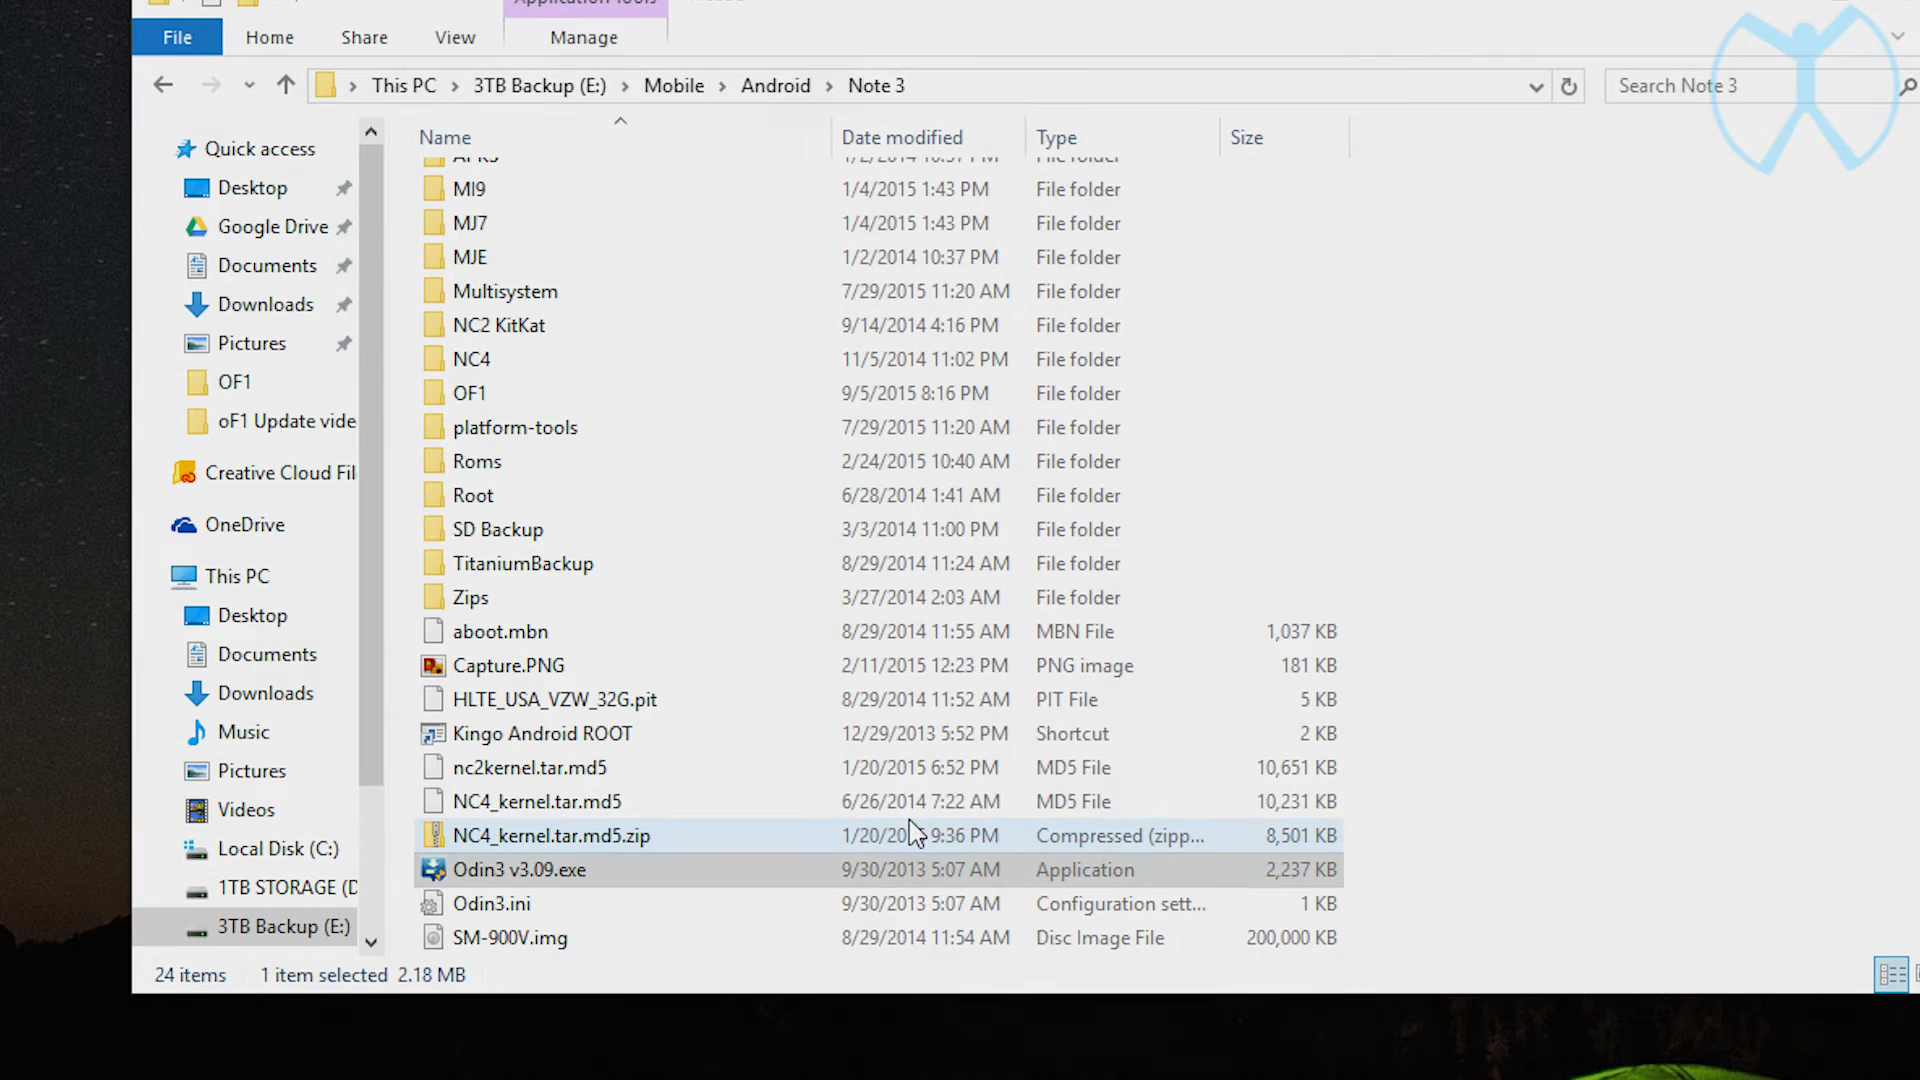 Application Tools
File Home Share View Manage
This PC 3TB Backup (E:) Mobile Android Note 3
Search Note 3
Name Date modified Type Size
Quick access
Desktop
Google Drive
Documents
Downloads
Pictures
OF1
oF1 Update vide
Creative Cloud Fil
OneDrive
This PC
Desktop
Documents
Downloads
Music
Pictures
Videos
Local Disk (C:)
1TB STORAGE (D
3TB Backup (E:)
APKS 1/2/2014 10:37 PM File folder
MI9 1/4/2015 1:43 PM File folder
MJ7 1/4/2015 1:43 PM File folder
MJE 1/2/2014 10:37 PM File folder
Multisystem 7/29/2015 11:20 AM File folder
NC2 KitKat 9/14/2014 4:16 PM File folder
NC4 11/5/2014 11:02 PM File folder
OF1 9/5/2015 8:16 PM File folder
platform-tools 7/29/2015 11:20 AM File folder
Roms 2/24/2015 10:40 AM File folder
Root 6/28/2014 1:41 AM File folder
SD Backup 3/3/2014 11:00 PM File folder
TitaniumBackup 8/29/2014 11:24 AM File folder
Zips 3/27/2014 2:03 AM File folder
aboot.mbn 8/29/2014 11:55 AM MBN File 1,037 KB
Capture.PNG 2/11/2015 12:23 PM PNG image 181 KB
HLTE_USA_VZW_32G.pit 8/29/2014 11:52 AM PIT File 5 KB
Kingo Android ROOT 12/29/2013 5:52 PM Shortcut 2 KB
nc2kernel.tar.md5 1/20/2015 6:52 PM MD5 File 10,651 KB
NC4_kernel.tar.md5 6/26/2014 7:22 AM MD5 File 10,231 KB
NC4_kernel.tar.md5.zip 1/20/20 9:36 PM Compressed (zipp... 8,501 KB
Odin3 v3.09.exe 9/30/2013 5:07 AM Application 2,237 KB
Odin3.ini 9/30/2013 5:07 AM Configuration sett... 1 KB
SM-900V.img 8/29/2014 11:54 AM Disc Image File 200,000 KB
24 items 1 item selected 2.18 MB